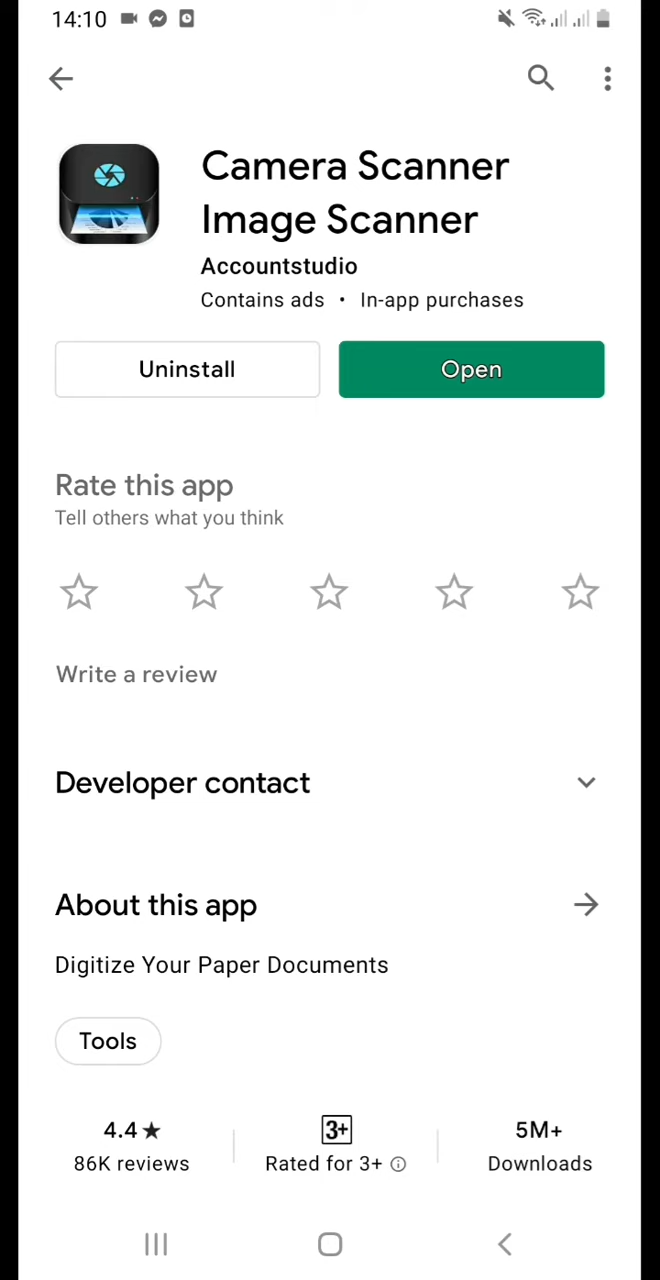 14:10
Camera Scanner
Image Scanner
Accountstudio
Contains ads • In-app purchases
Uninstall
Open
Rate this app
Tell others what you think
Write a review
Developer contact
About this app
Digitize Your Paper Documents
Tools
4.4★ 3+ 5M+
86K reviews Rated for 3+ Downloads